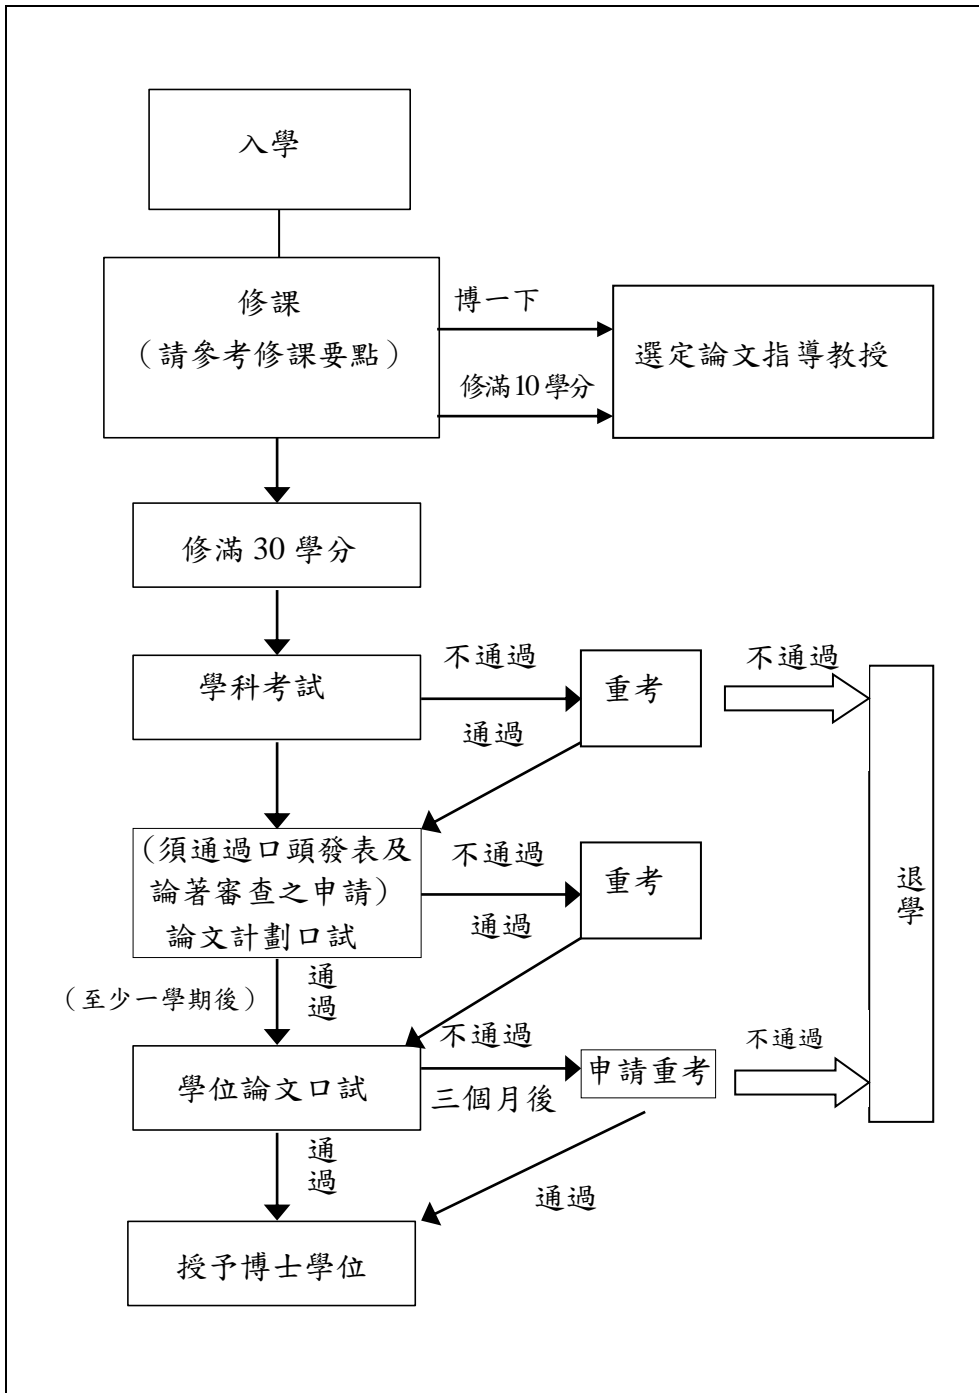 入學
修課
（請參考修課要點）
博一下
修滿10學分
選定論文指導教授
修滿 30 學分
學科考試
不通過
通過
重考
不通過
（須通過口頭發表及
論著審查之申請）
論文計劃口試
不通過
通過
重考
退學
（至少一學期後）
通過
學位論文口試
不通過
三個月後
申請重考
不通過
通過
通過
授予博士學位